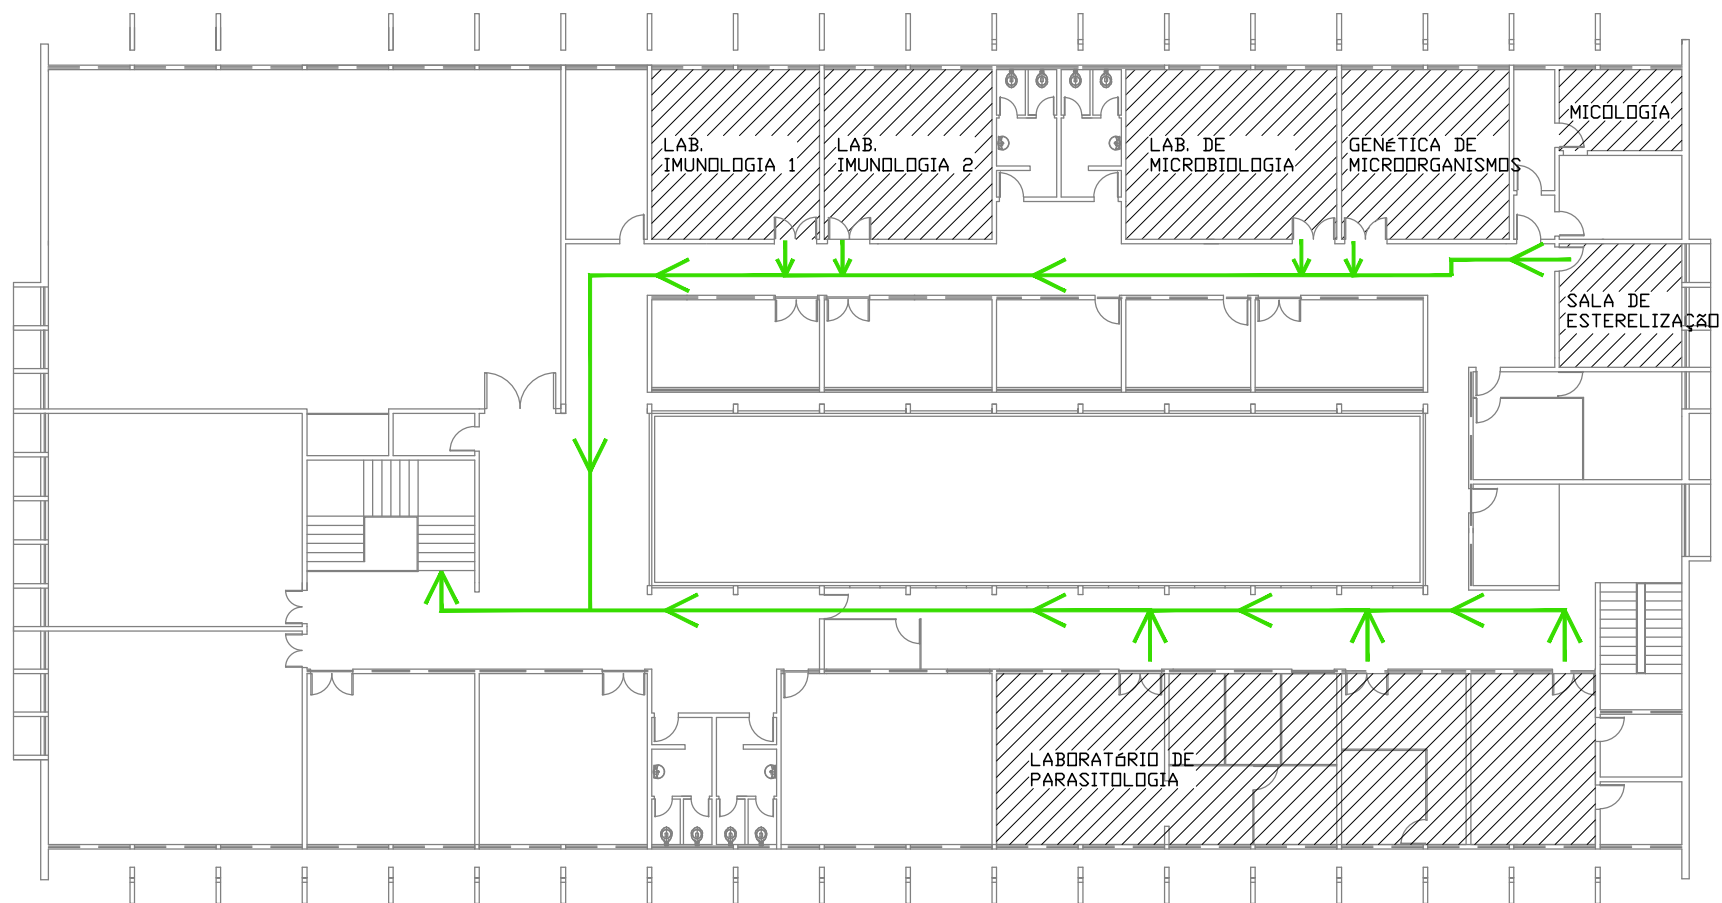 LAB.
IMUNOLOGIA 1
LAB.
IMUNOLOGIA 2
LAB. DE
MICROBIOLOGIA
GENÉTICA DE
MICROORGANISMOS
MICOLOGIA
SALA DE
ESTERELIZAÇÃO
LABORATÓRIO DE
PARASITOLOGIA